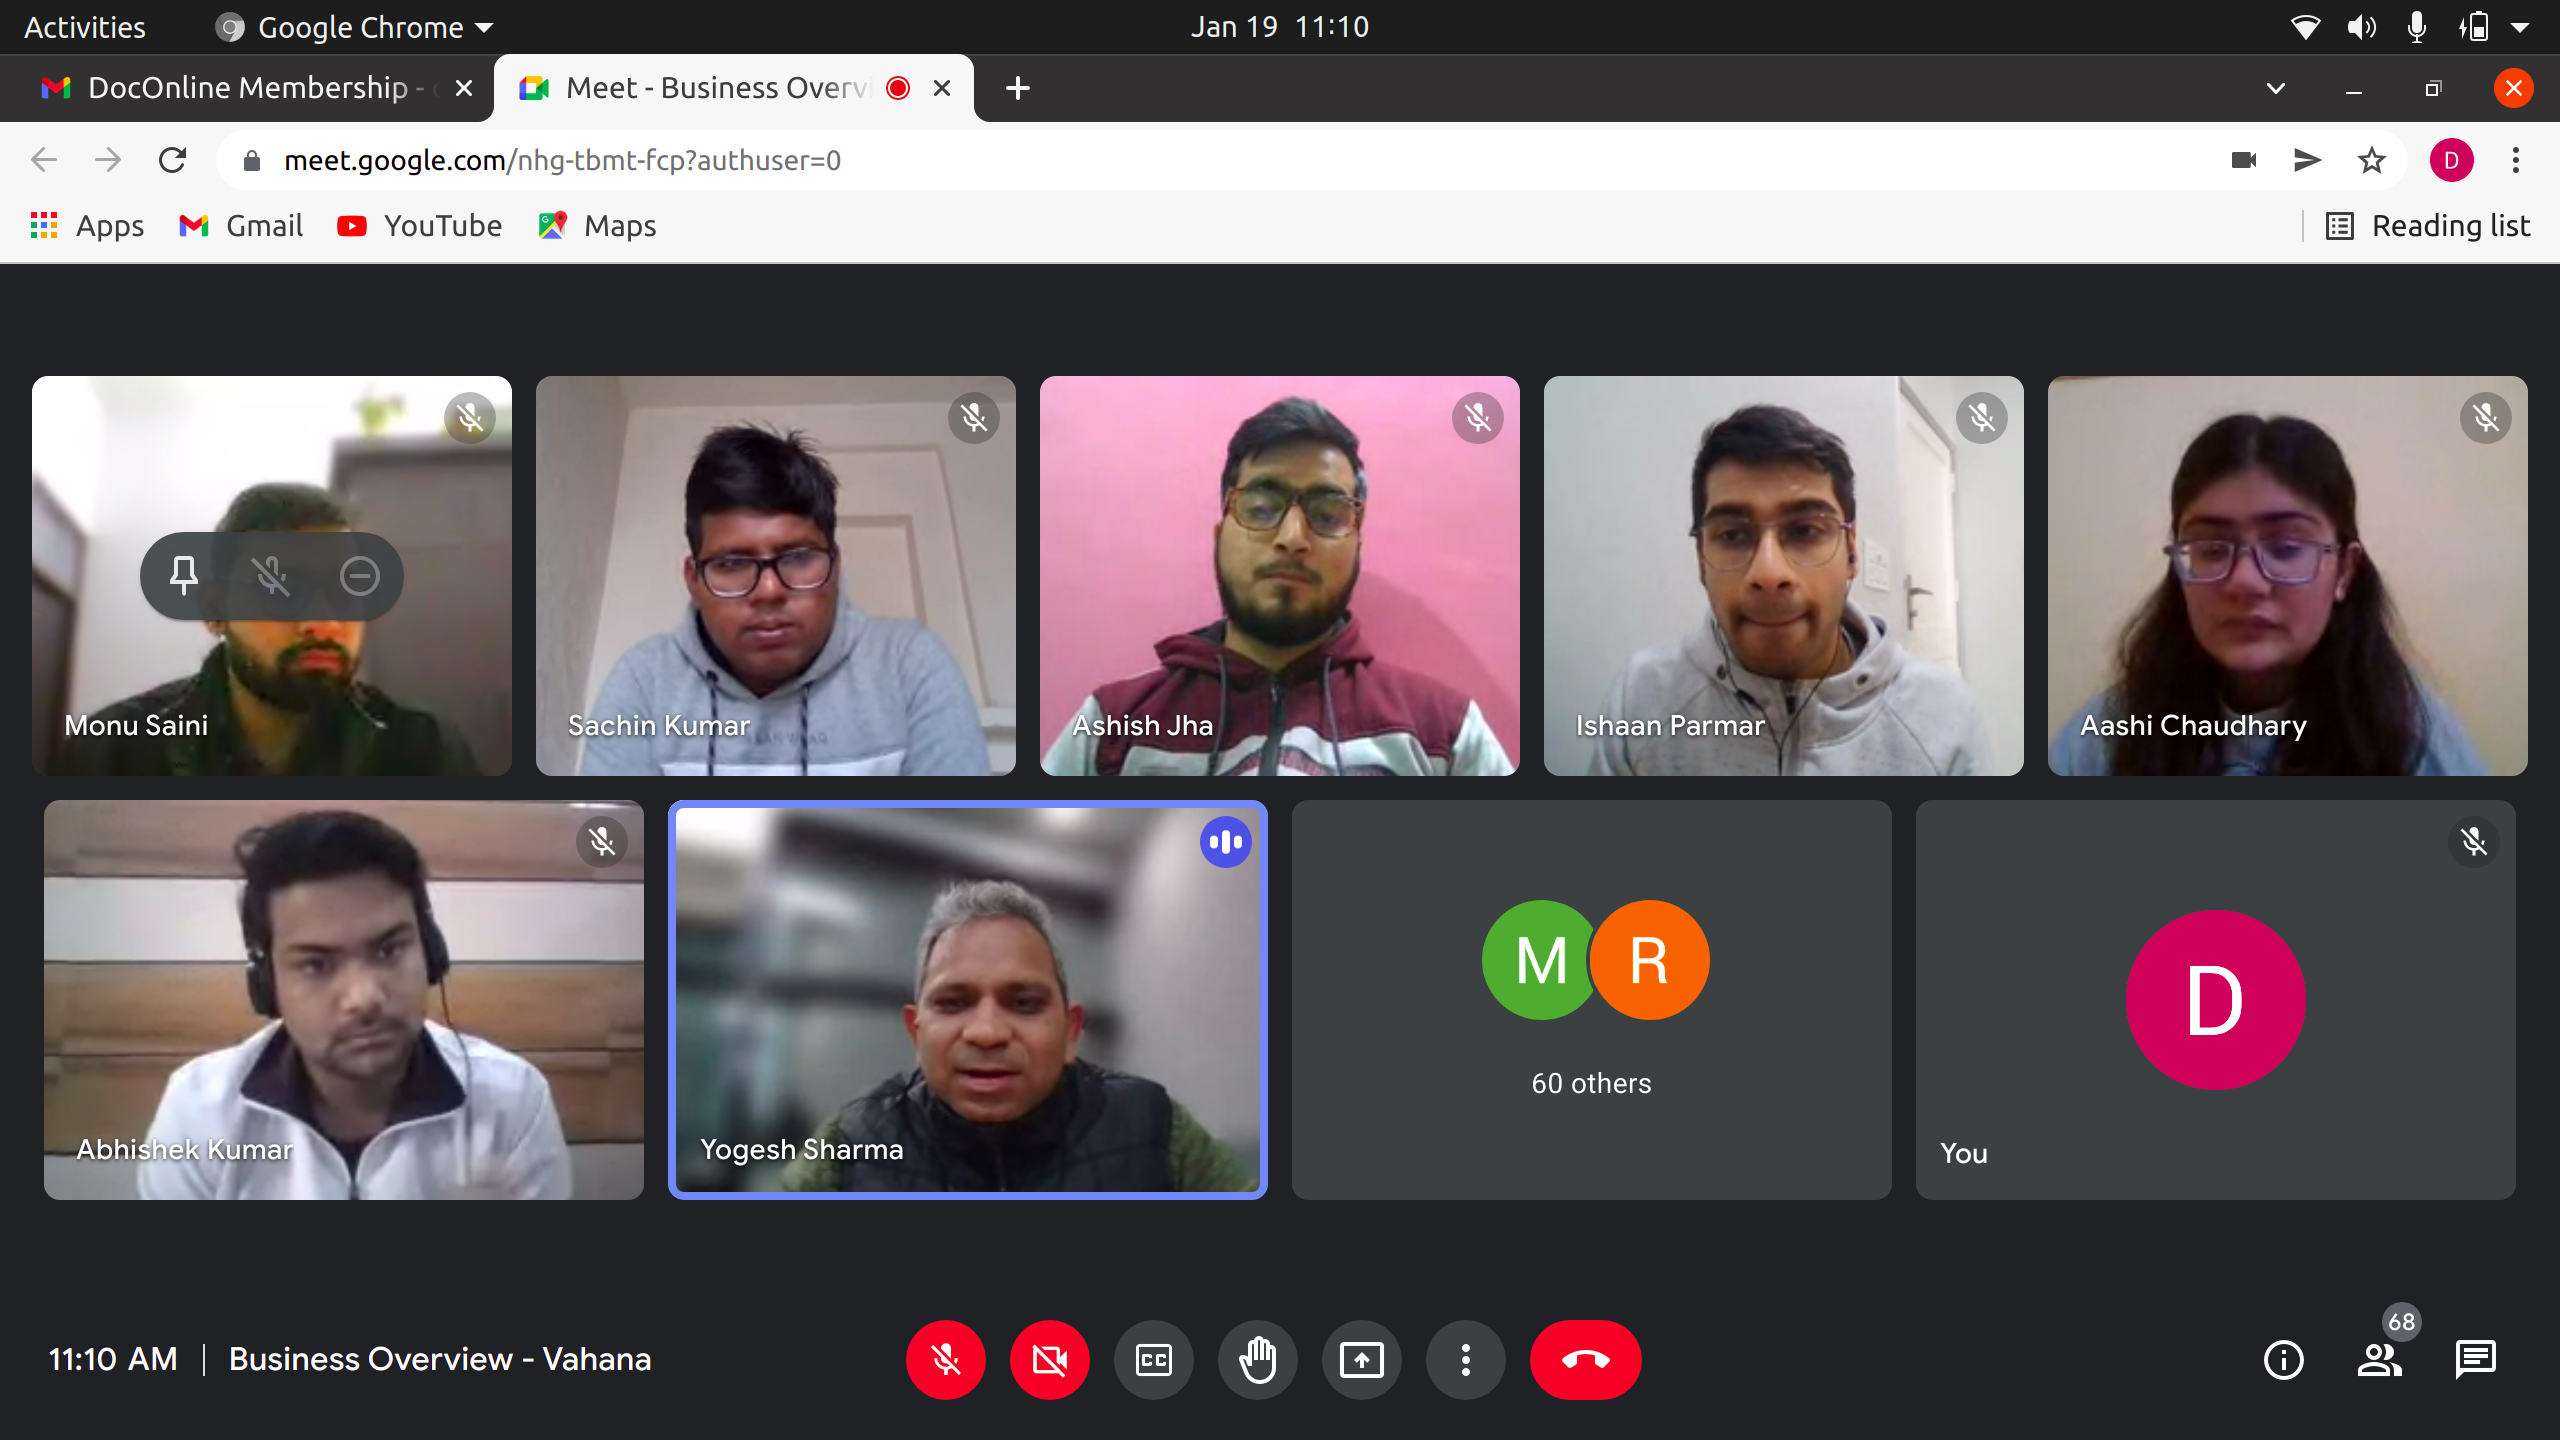 Activities
Google Chrome
Jan 19 11:10
DocOnline Membership -
Meet - Business Overvi
meet.google.com/nhg-tbmt-fcp?authuser=0
D
Apps
Gmail
YouTube
Maps
Reading list
Monu Saini
Sachin Kumar
Ashish Jha
Ishaan Parmar
Aashi Chaudhary
Abhishek Kumar
Yogesh Sharma
M
R
60 others
D
You
11:10 AM
Business Overview - Vahana
CC
68